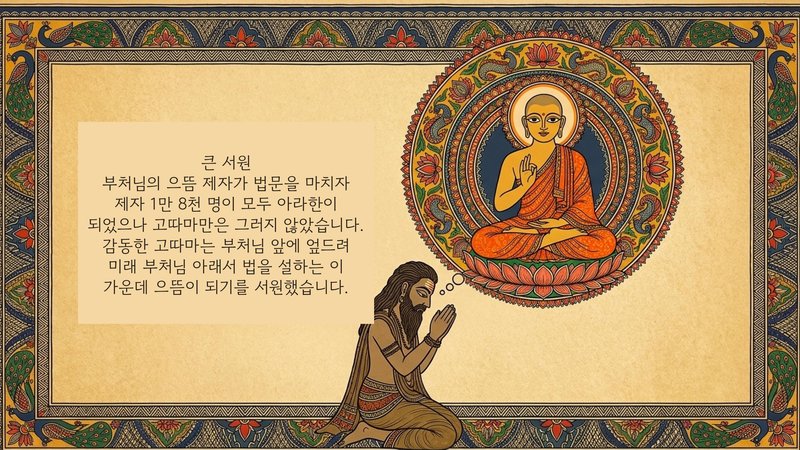 큰 서원
부처님의 으뜸 제자가 법문을 마치자
제자 1만 8천 명이 모두 아라한이
되었으나 고따마만은 그러지 않았습니다.
감동한 고따마는 부처님 앞에 엎드려
미래 부처님 아래서 법을 설하는 이
가운데 으뜸이 되기를 서원했습니다.